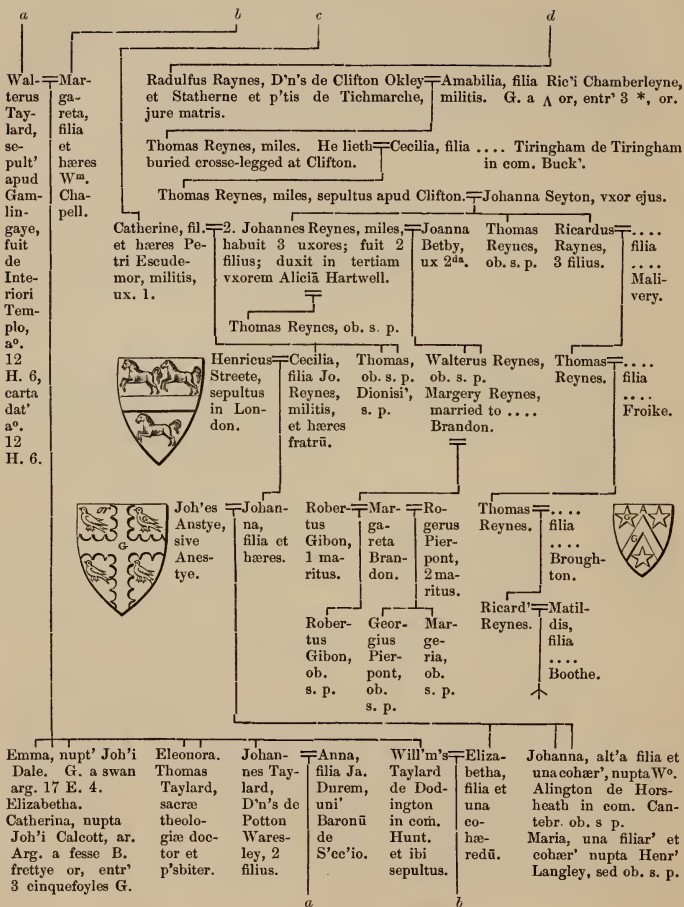 a b c d
Wal-
terus
Tay-
lard,
se-
pult'
apud
Gam-
lin-
gaye,
fuit
de
Inte-
riori
Tem-
plo,
aº.
12
H. 6,
carta
dat'
aº.
12
H. 6.
Mar-
ga-
reta,
filia
et
hæres
Wm.
Cha-
pell.
Radulfus Raynes, D'n's de Clifton Okley
et Statherne et p'tis de Tichmarche,
jure matris.
Amabilia, filia Ric'i Chamberleyne,
militis. G. a Λ or, entr' 3 *, or.
Thomas Reynes, miles. He lieth
buried crosse-legged at Clifton.
Cecilia, filia .... Tiringham de Tiringham
in com. Buck'.
Thomas Reynes, miles, sepultus apud Clifton.
Johanna Seyton, vxor ejus.
Catherine, fil.
et hæres Pe-
tri Escude-
mor, militis,
ux. 1.
2. Johannes Reynes, miles,
habuit 3 uxores; fuit 2
filius; duxit in tertiam
vxorem Aliciā Hartwell.
Joanna
Betby,
ux 2da.
Thomas
Reynes,
ob. s. p.
Ricardus
Raynes,
3 filius.
....
filia
....
Mali-
very.
Thomas Reynes, ob. s. p.
Henricus
Streete,
sepultus
in Lon-
don.
Cecilia,
filia Jo.
Reynes,
militis,
et hæres
fratrū.
Thomas,
ob. s. p.
Dionisi',
s. p.
Walterus Reynes,
ob. s. p.
Margery Reynes,
married to ....
Brandon.
Thomas
Reynes.
....
filia
....
Froike.
G
Joh'es
Anstye,
sive
Anes-
tye.
Johan-
na,
filia et
hæres.
Rober-
tus
Gibon,
1 ma-
ritus.
Mar-
ga-
reta
Bran-
don.
Ro-
gerus
Pier-
pont,
2 ma-
ritus.
Thomas
Reynes.
....
filia
....
Brough-
ton.
A
G
Rober-
tus
Gibon,
ob.
s. p.
Geor-
gius
Pier-
pont,
ob.
s. p.
Mar-
ge-
ria,
ob.
s. p.
Ricard'
Reynes.
Matil-
dis,
filia
....
Boothe.
Emma, nupt' Joh'i
Dale. G. a swan
arg. 17 E. 4.
Elizabetha.
Catherina, nupta
Joh'i Calcott, ar.
Arg. a fesse B.
frettye or, entr'
3 cinquefoyles G.
Eleonora.
Thomas
Taylard,
sacræ
theolo-
giæ doc-
tor et
p'sbiter.
Johan-
nes Tay-
lard,
D'n's de
Potton
Wares-
ley, 2
filius.
Anna,
filia Ja.
Durem,
uni'
Baronū
de
S'cc'io.
Will'm's
Taylard
de Dod-
ington
in com̄.
Hunt.
et ibi
sepultus.
Eliza-
betha,
filia et
una
co-
hæ-
redū.
Johanna, alt'a filia et
una cohær', nupta Wº.
Alington de Hors-
heath in com. Can-
tebr. ob. s. p.
Maria, una filiar' et
cohær' nupta Henr'
Langley, sed ob. s. p.
a b